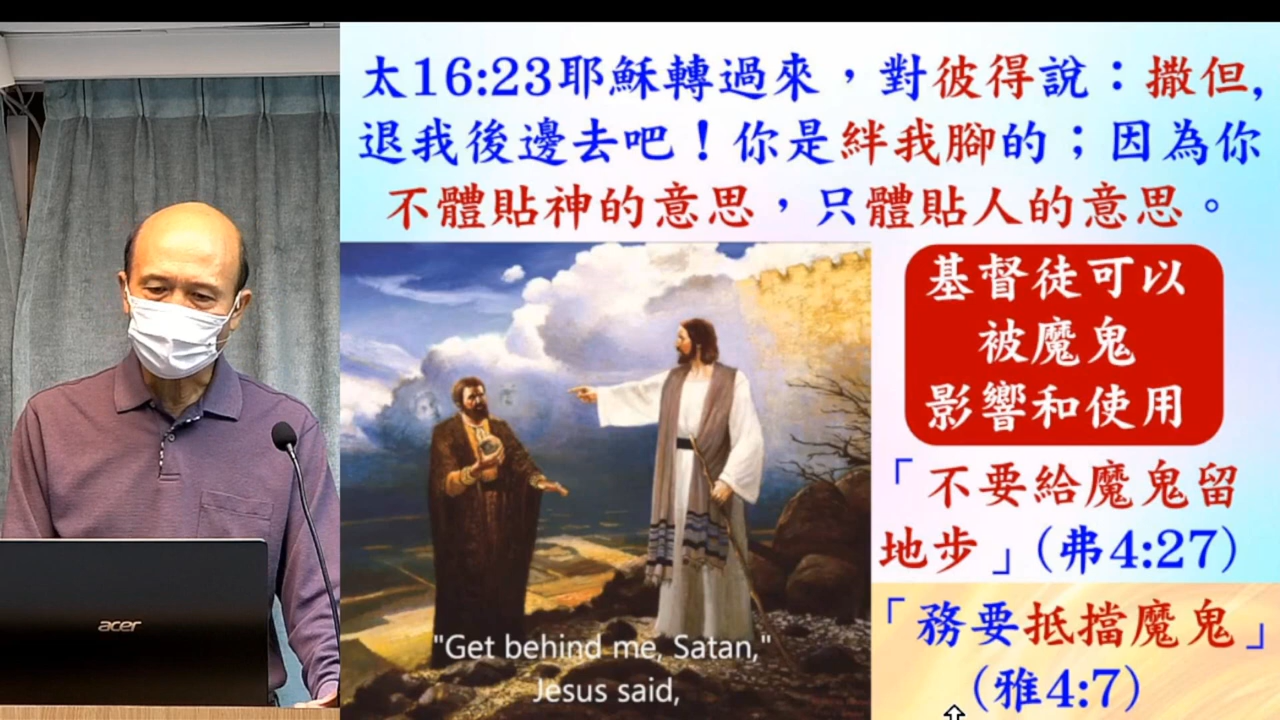 太16:23耶穌轉過來，對彼得說：撒但,
退我後邊去吧！你是絆我腳的；因為你
不體貼神的意思，只體貼人的意思。
基督徒可以
被魔鬼
影響和使用
「不要給魔鬼留
地步」（弗4:27）
「務要抵擋魔鬼」
（雅4:7）
"Get behind me, Satan,"
Jesus said,
acer